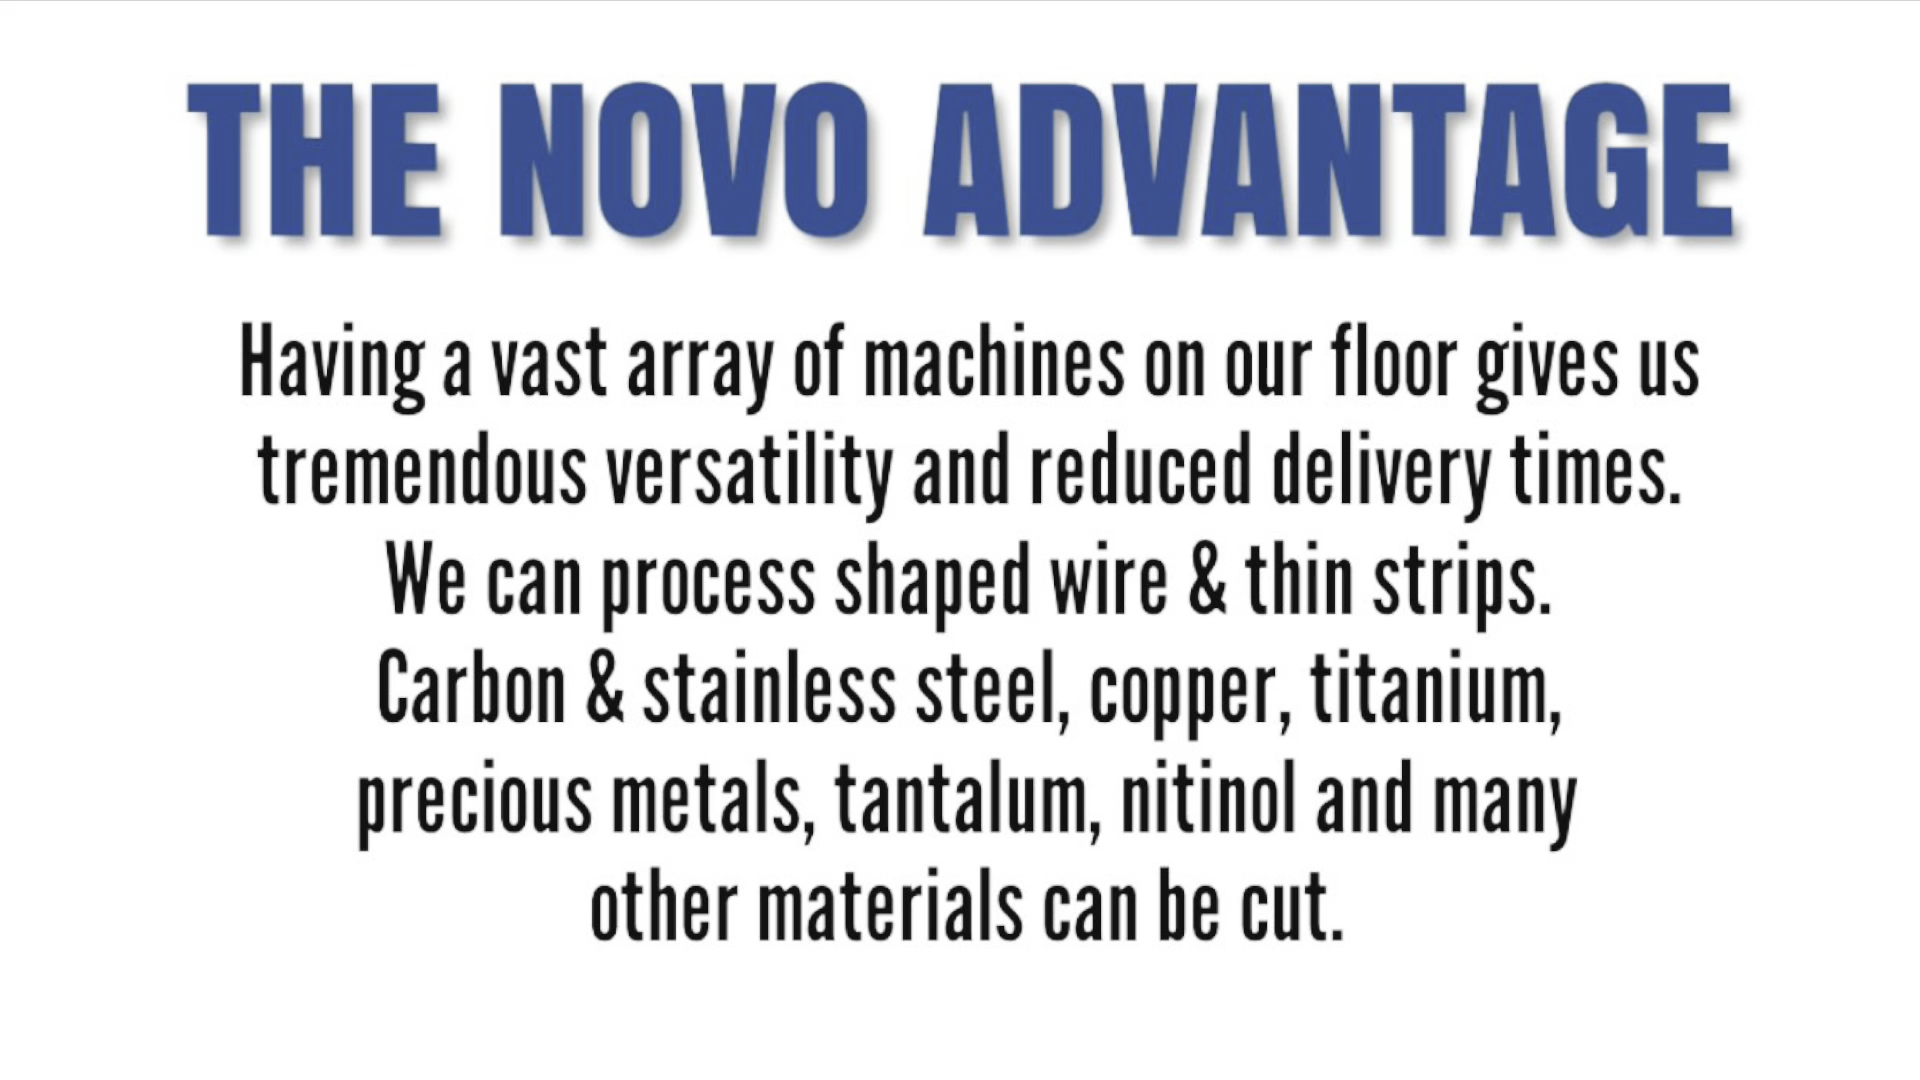 THE NOVO ADVANTAGE
Having a vast array of machines on our floor gives us
tremendous versatility and reduced delivery times.
We can process shaped wire & thin strips.
Carbon & stainless steel, copper, titanium,
precious metals, tantalum, nitinol and many
other materials can be cut.